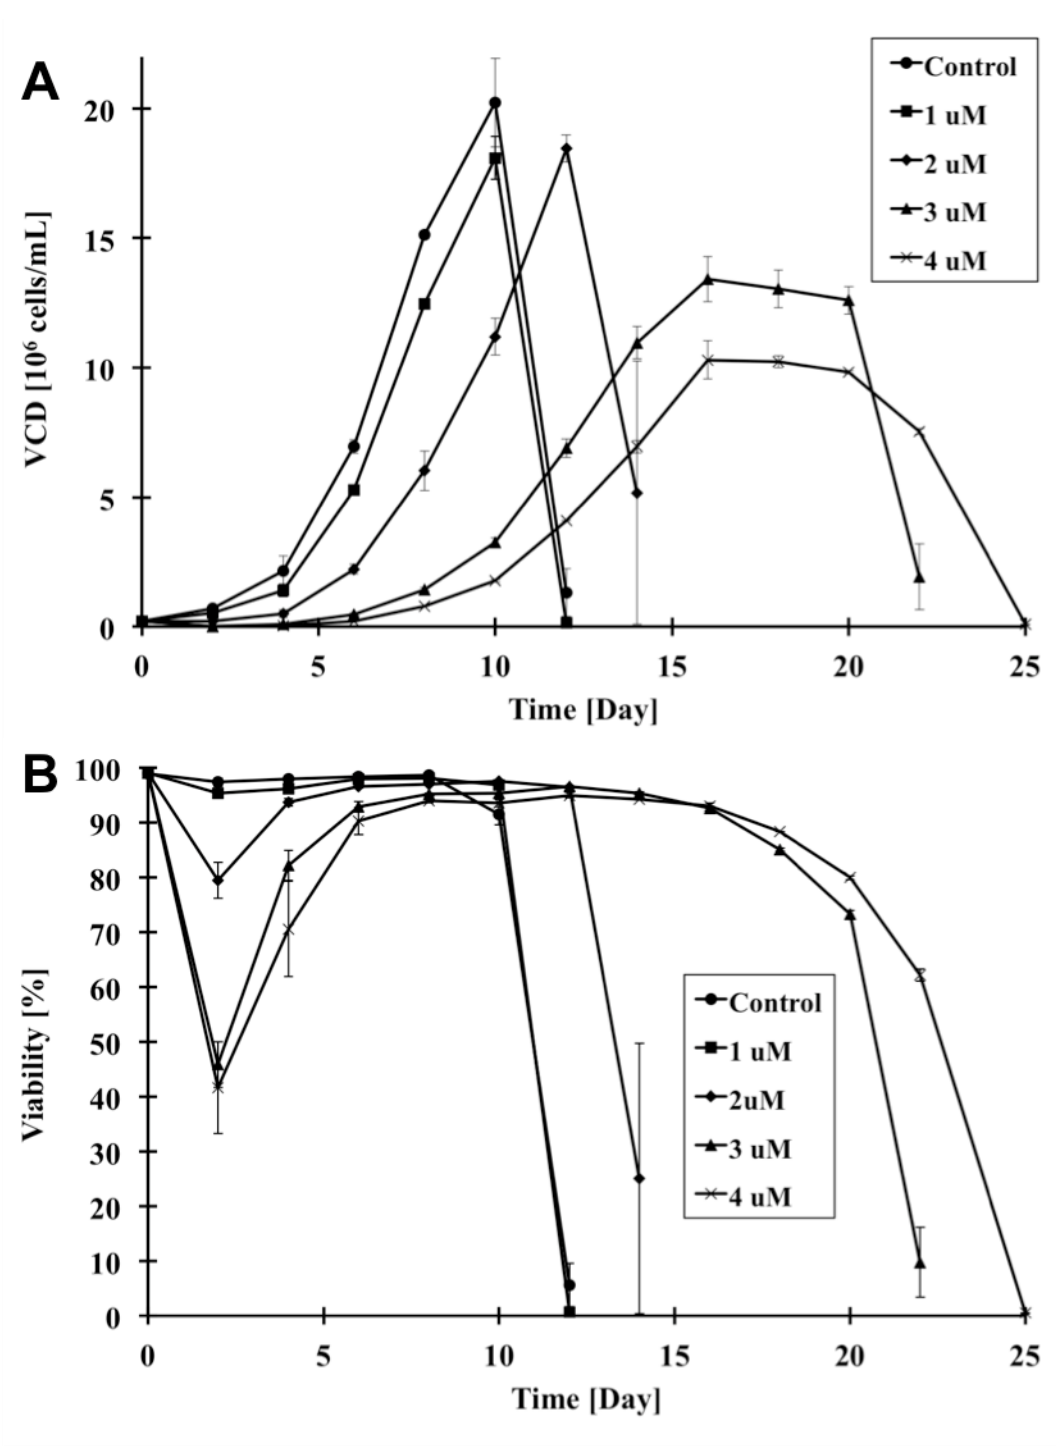 A
VCD [10⁶ cells/mL]
20
15
10
5
0
0 5 10 15 20 25
Time [Day]
Control
1 uM
2 uM
3 uM
4 uM
B
Viability [%]
100
90
80
70
60
50
40
30
20
10
0
0 5 10 15 20 25
Time [Day]
Control
1 uM
2uM
3 uM
4 uM